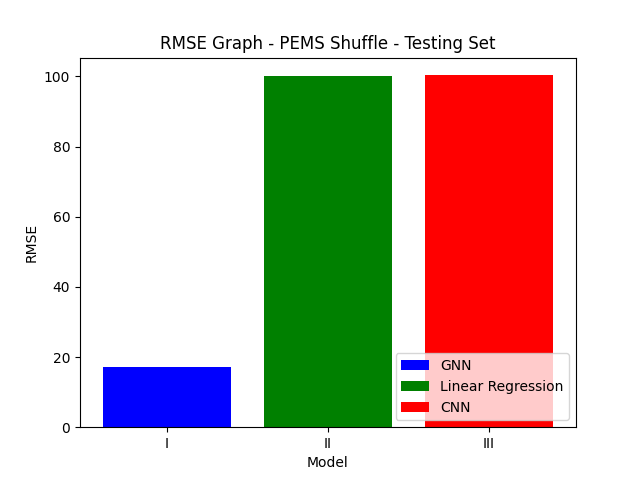 RMSE Graph - PEMS Shuffle - Testing Set
100
80
60
40
20
0
RMSE
I
II
III
Model
GNN
Linear Regression
CNN